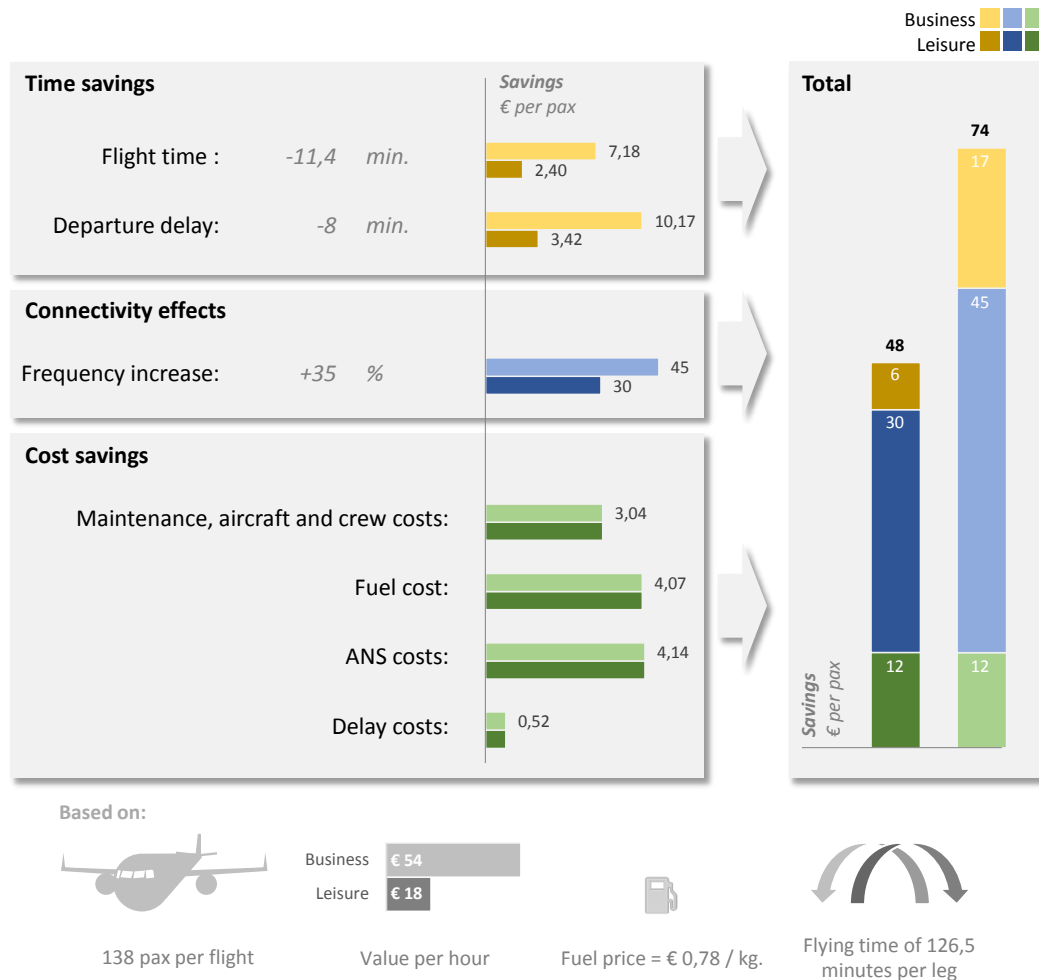 Business
Leisure
Time savings
Savings
€ per pax
Flight time :
-11,4 min.
7,18
2,40
Departure delay:
-8 min.
10,17
3,42
Connectivity effects
Frequency increase:
+35 %
45
30
Cost savings
Maintenance, aircraft and crew costs:
3,04
Fuel cost:
4,07
ANS costs:
4,14
Delay costs:
0,52
Total
74
17
45
48
6
30
12
12
Savings
€ per pax
Based on:
138 pax per flight
Business
€ 54
Leisure
€ 18
Value per hour
Fuel price = € 0,78 / kg.
Flying time of 126,5
minutes per leg